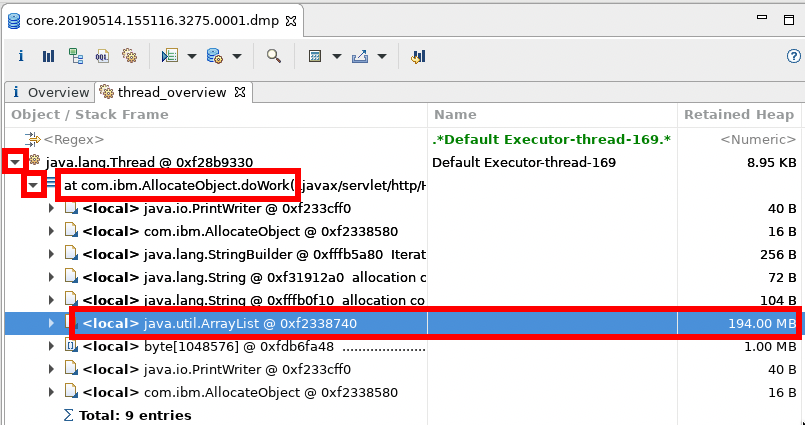 core.20190514.155116.3275.0001.dmp
i OQL
i Overview thread_overview
Object / Stack Frame Name Retained Heap
<Regex> .*Default Executor-thread-169.* <Numeric>
java.lang.Thread @ 0xf28b9330 Default Executor-thread-169 8.95 KB
at com.ibm.AllocateObject.doWork(Ljavax/servlet/http/H
<local> java.io.PrintWriter @ 0xf233cff0 40 B
<local> com.ibm.AllocateObject @ 0xf2338580 16 B
<local> java.lang.StringBuilder @ 0xfffb5a80 Iterat 256 B
<local> java.lang.String @ 0xf31912a0 allocation c 72 B
<local> java.lang.String @ 0xfffb0f10 allocation co 104 B
<local> java.util.ArrayList @ 0xf2338740 194.00 MB
<local> byte[1048576] @ 0xfdb6fa48 ..................... 1.00 MB
<local> java.io.PrintWriter @ 0xf233cff0 40 B
<local> com.ibm.AllocateObject @ 0xf2338580 16 B
Σ Total: 9 entries